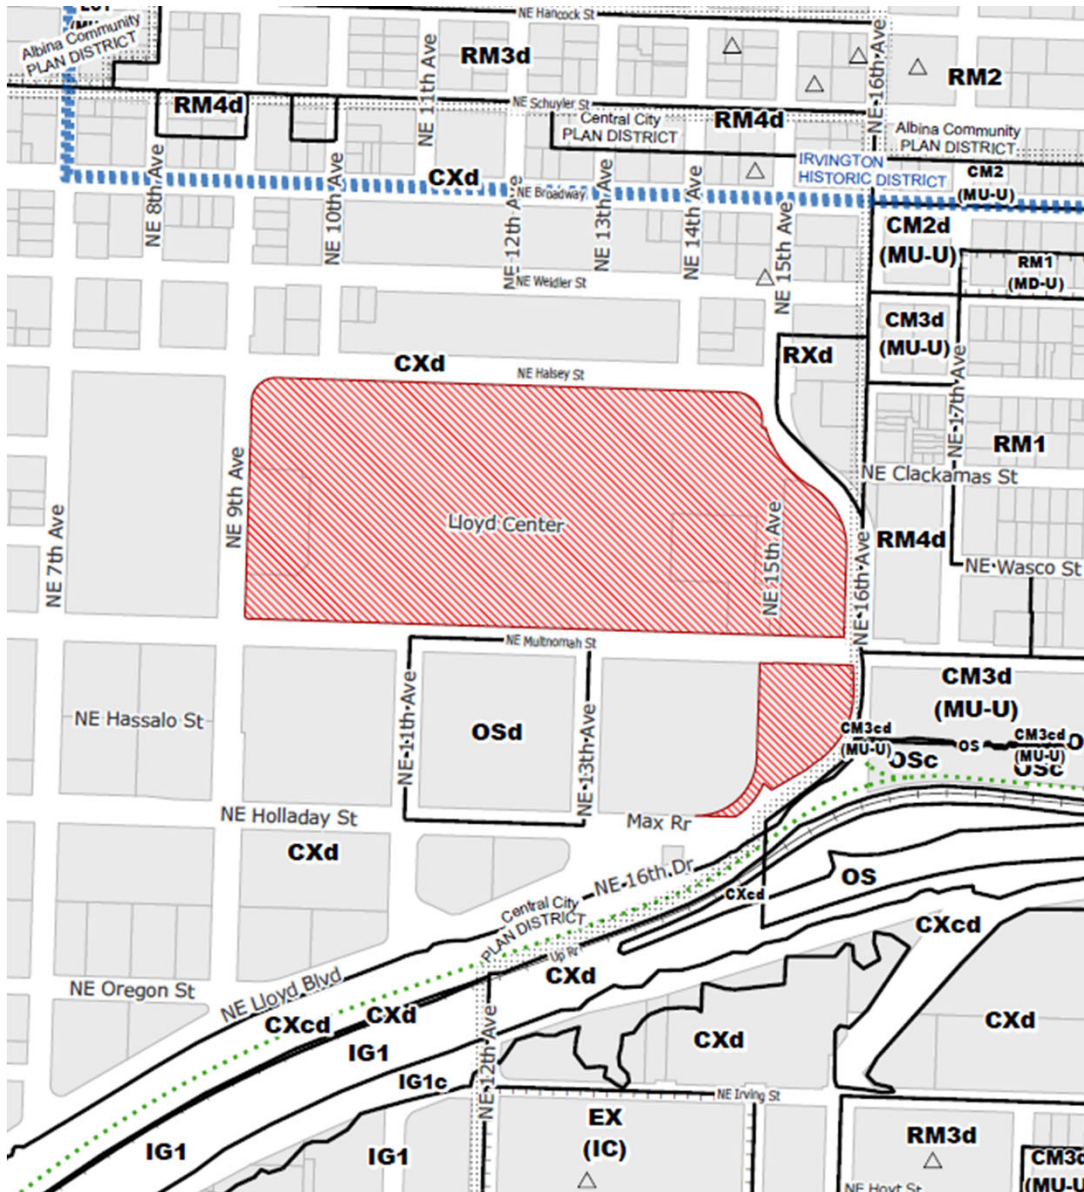 NE Hancock St
Albina Community
PLAN DISTRICT
RM3d
NE 11th Ave
NE 16th Ave
RM2
RM4d
NE Schuyler St
Central City
PLAN DISTRICT
RM4d
Albina Community
PLAN DISTRICT
IRVINGTON
HISTORIC DISTRICT
CM2
(MU-U)
NE 8th Ave
NE 10th Ave
CXd
NE 12th Ave
NE Broadway
NE 13th Ave
NE 14th Ave
NE 15th Ave
CM2d
(MU-U)
RM1
(MD-U)
NE Weidler St
CM3d
(MU-U)
RXd
CXd
NE Halsey St
NE 17th Ave
RM1
NE Clackamas St
NE 7th Ave
NE 9th Ave
Lloyd Center
NE 15th Ave
NE 16th Ave
RM4d
NE Wasco St
NE Multnomah St
CM3d
(MU-U)
NE Hassalo St
NE 11th Ave
OSd
NE 13th Ave
CM3cd
(MU-U)
OS
CM3cd
(MU-U)
OSc
OSc
NE Holladay St
Max Rr
CXd
NE 16th Dr
OS
CXcd
Central City
PLAN DISTRICT
CXcd
Up Rr
CXd
NE Oregon St
NE Lloyd Blvd
CXcd
CXd
CXd
CXd
IG1
IG1c
NE 12th Ave
NE Irving St
EX
(IC)
RM3d
IG1
IG1
CM3d
(MU-U
NE Hoyt St